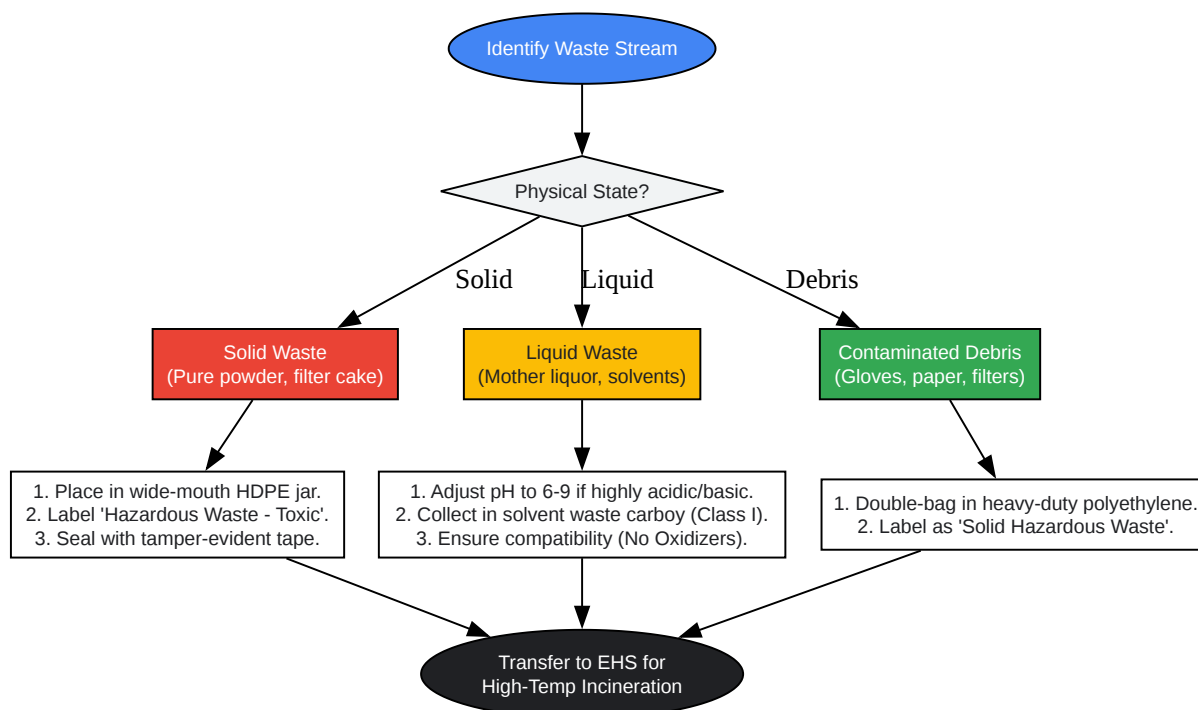 Identify Waste Stream
Physical State?
Solid
Liquid
Debris
Solid Waste
(Pure powder, filter cake)
Liquid Waste
(Mother liquor, solvents)
Contaminated Debris
(Gloves, paper, filters)
1. Place in wide-mouth HDPE jar.
2. Label 'Hazardous Waste - Toxic'.
3. Seal with tamper-evident tape.
1. Adjust pH to 6-9 if highly acidic/basic.
2. Collect in solvent waste carboy (Class I).
3. Ensure compatibility (No Oxidizers).
1. Double-bag in heavy-duty polyethylene.
2. Label as 'Solid Hazardous Waste'.
Transfer to EHS for
High-Temp Incineration